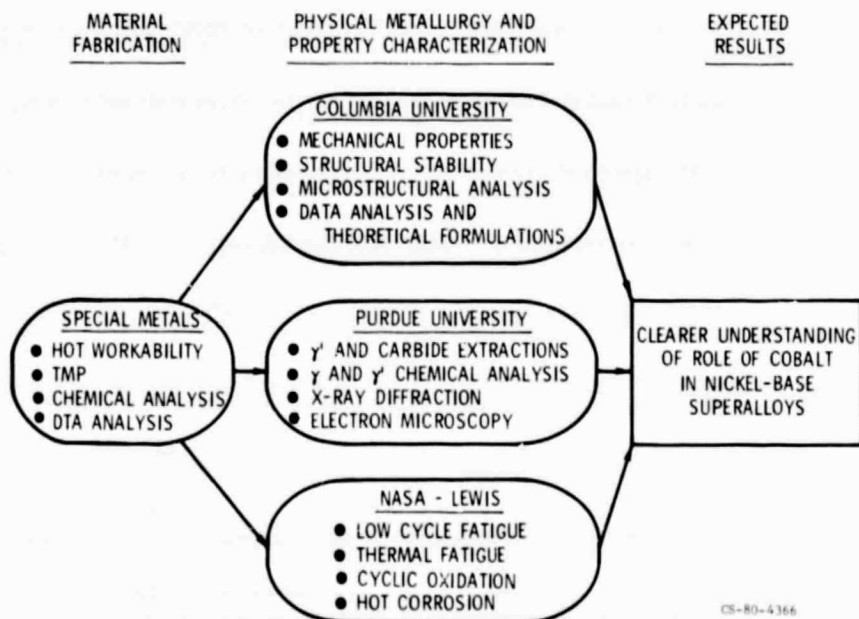 MATERIAL
FABRICATION
PHYSICAL METALLURGY AND
PROPERTY CHARACTERIZATION
EXPECTED
RESULTS
COLUMBIA UNIVERSITY
● MECHANICAL PROPERTIES
● STRUCTURAL STABILITY
● MICROSTRUCTURAL ANALYSIS
● DATA ANALYSIS AND
THEORETICAL FORMULATIONS
SPECIAL METALS
● HOT WORKABILITY
● TMP
● CHEMICAL ANALYSIS
● DTA ANALYSIS
PURDUE UNIVERSITY
● γ' AND CARBIDE EXTRACTIONS
● γ AND γ' CHEMICAL ANALYSIS
● X-RAY DIFFRACTION
● ELECTRON MICROSCOPY
NASA - LEWIS
● LOW CYCLE FATIGUE
● THERMAL FATIGUE
● CYCLIC OXIDATION
● HOT CORROSION
CLEARER UNDERSTANDING
OF ROLE OF COBALT
IN NICKEL-BASE
SUPERALLOYS
CS-80-4366